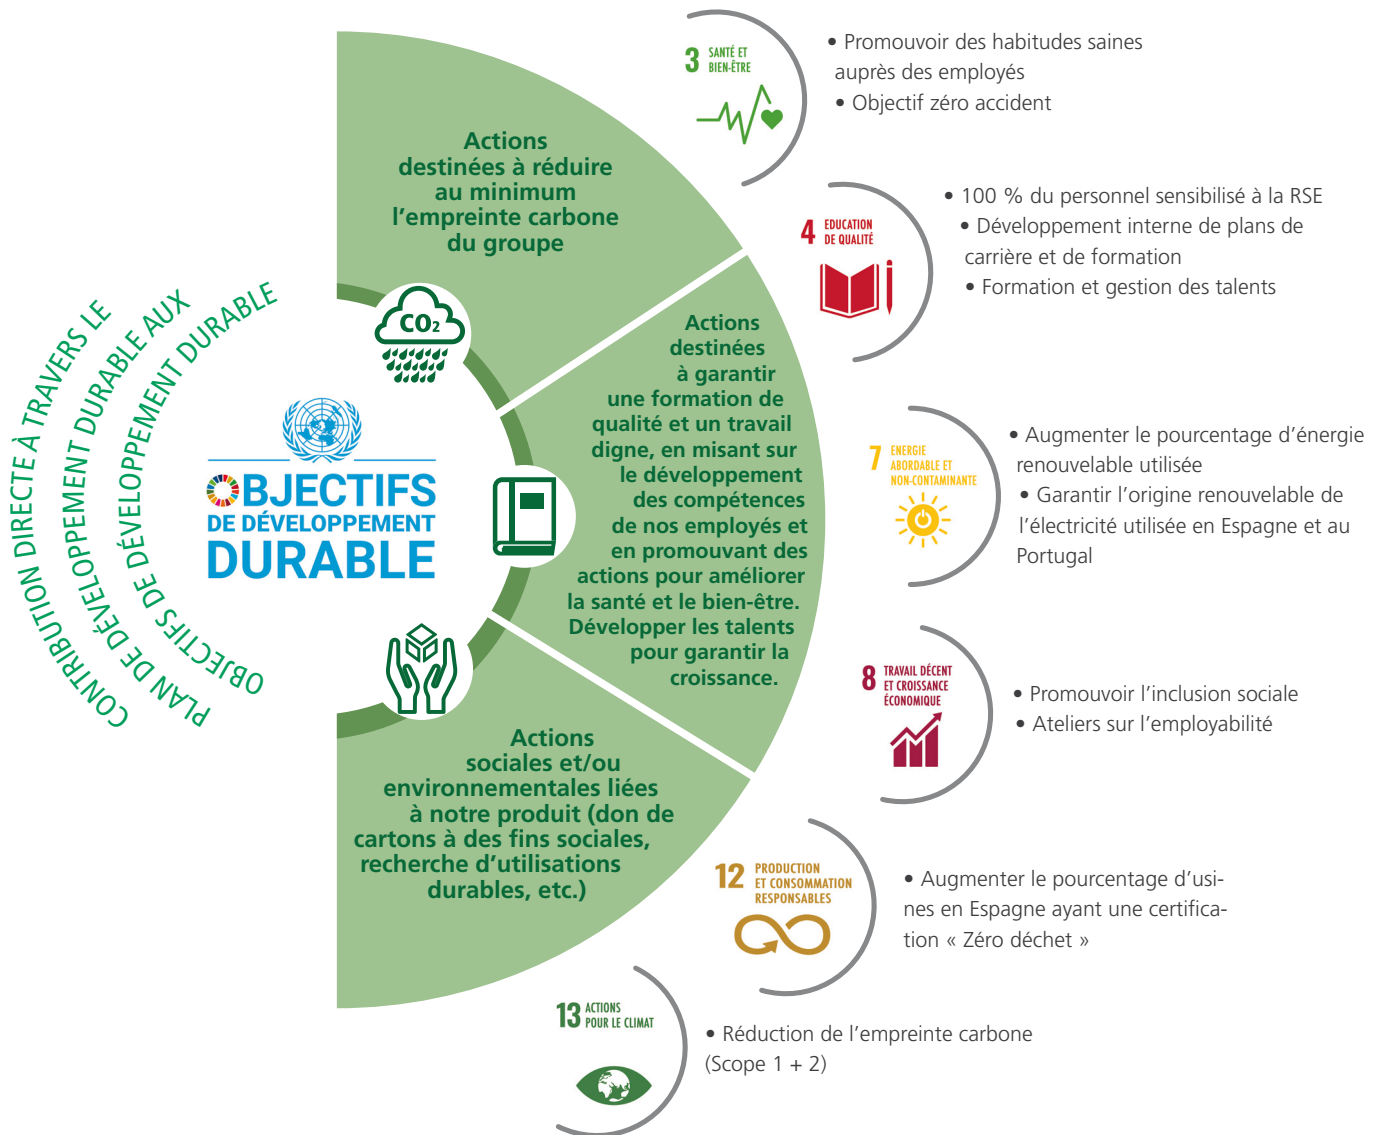 CONTRIBUTION DIRECTE À TRAVERS LE
PLAN DE DÉVELOPPEMENT DURABLE AUX
OBJECTIFS DE DÉVELOPPEMENT DURABLE
OBJECTIFS
DE DÉVELOPPEMENT
DURABLE
CO₂
Actions
destinées à réduire
au minimum
l’empreinte carbone
du groupe
Actions
destinées
à garantir
une formation de
qualité et un travail
digne, en misant sur
le développement
des compétences
de nos employés et
en promouvant des
actions pour améliorer
la santé et le bien-être.
Développer les talents
pour garantir la
croissance.
Actions
sociales et/ou
environnementales liées
à notre produit (don de
cartons à des fins sociales,
recherche d’utilisations
durables, etc.)
3 SANTÉ ET
BIEN-ÊTRE
• Promouvoir des habitudes saines
auprès des employés
• Objectif zéro accident
4 EDUCATION
DE QUALITÉ
• 100 % du personnel sensibilisé à la RSE
• Développement interne de plans de
carrière et de formation
• Formation et gestion des talents
7 ENERGIE
ABORDABLE ET
NON-CONTAMINANTE
• Augmenter le pourcentage d’énergie
renouvelable utilisée
• Garantir l’origine renouvelable de
l’électricité utilisée en Espagne et au
Portugal
8 TRAVAIL DÉCENT
ET CROISSANCE
ÉCONOMIQUE
• Promouvoir l’inclusion sociale
• Ateliers sur l’employabilité
12 PRODUCTION
ET CONSOMMATION
RESPONSABLES
• Augmenter le pourcentage d’usi-
nes en Espagne ayant une certifica-
tion « Zéro déchet »
13 ACTIONS
POUR LE CLIMAT
• Réduction de l’empreinte carbone
(Scope 1 + 2)